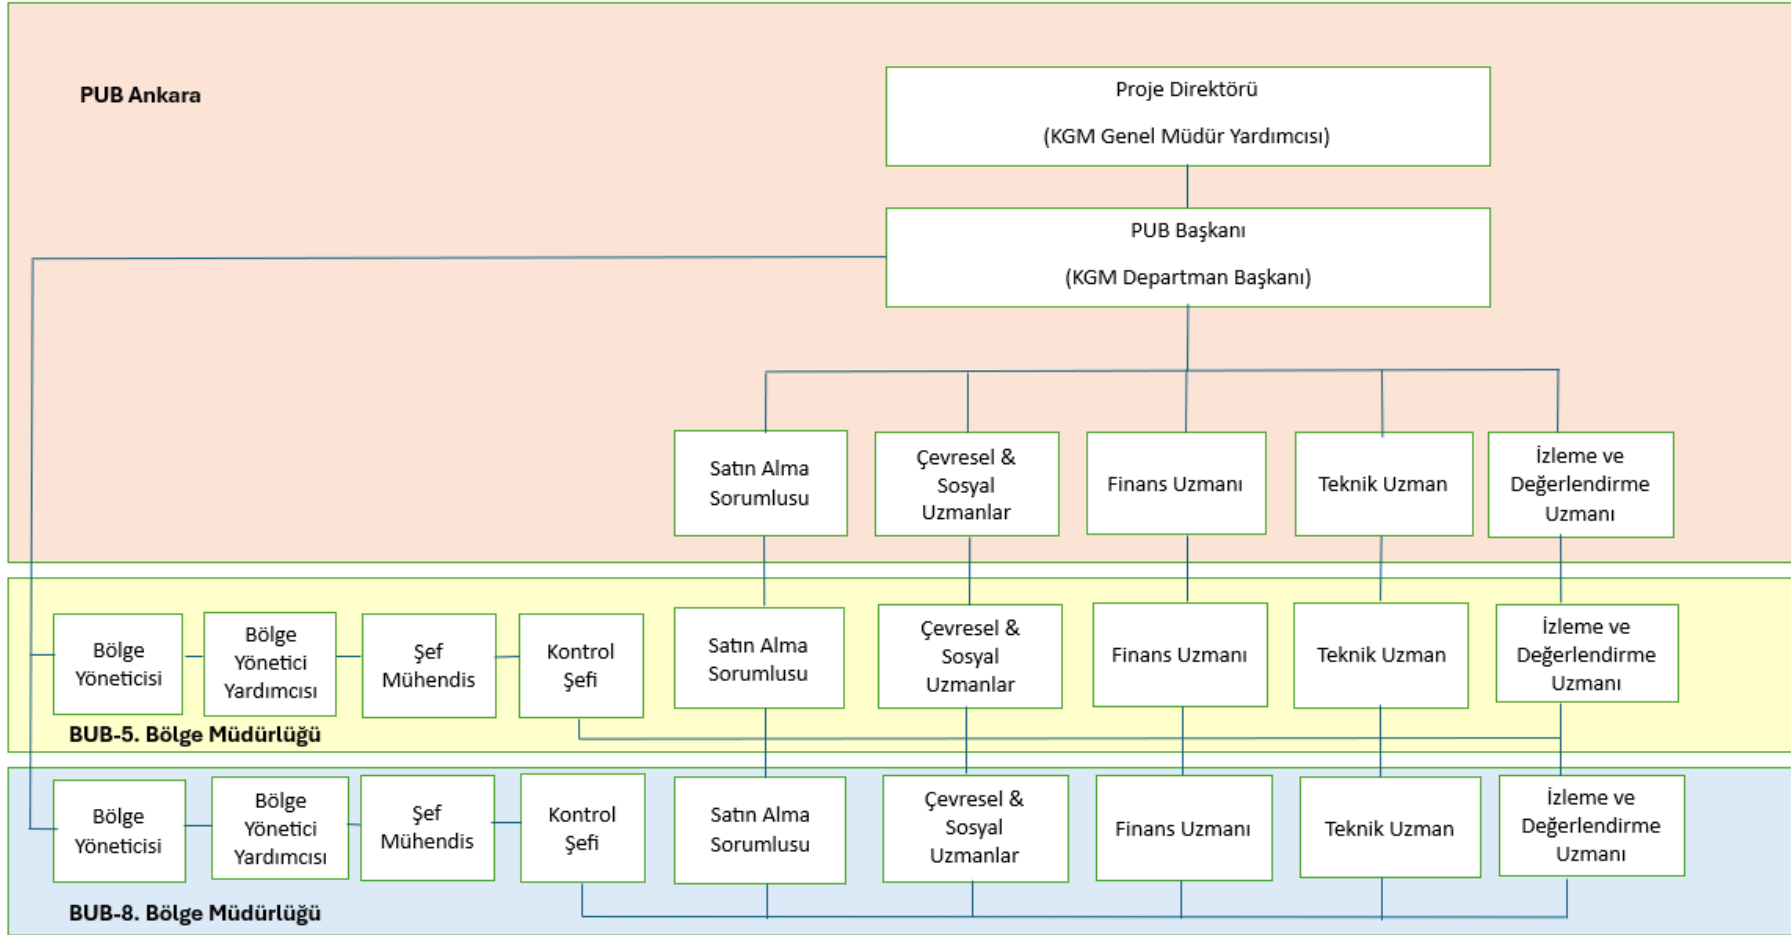 PUB Ankara
Proje Direktörü
(KGM Genel Müdür Yardımcısı)
PUB Başkanı
(KGM Departman Başkanı)
Satın Alma
Sorumlusu
Çevresel &
Sosyal
Uzmanlar
Finans Uzmanı
Teknik Uzman
İzleme ve
Değerlendirme
Uzmanı
Bölge
Yöneticisi
Bölge
Yönetici
Yardımcısı
Şef
Mühendis
Kontrol
Şefi
Satın Alma
Sorumlusu
Çevresel &
Sosyal
Uzmanlar
Finans Uzmanı
Teknik Uzman
İzleme ve
Değerlendirme
Uzmanı
BUB-5. Bölge Müdürlüğü
Bölge
Yöneticisi
Bölge
Yönetici
Yardımcısı
Şef
Mühendis
Kontrol
Şefi
Satın Alma
Sorumlusu
Çevresel &
Sosyal
Uzmanlar
Finans Uzmanı
Teknik Uzman
İzleme ve
Değerlendirme
Uzmanı
BUB-8. Bölge Müdürlüğü